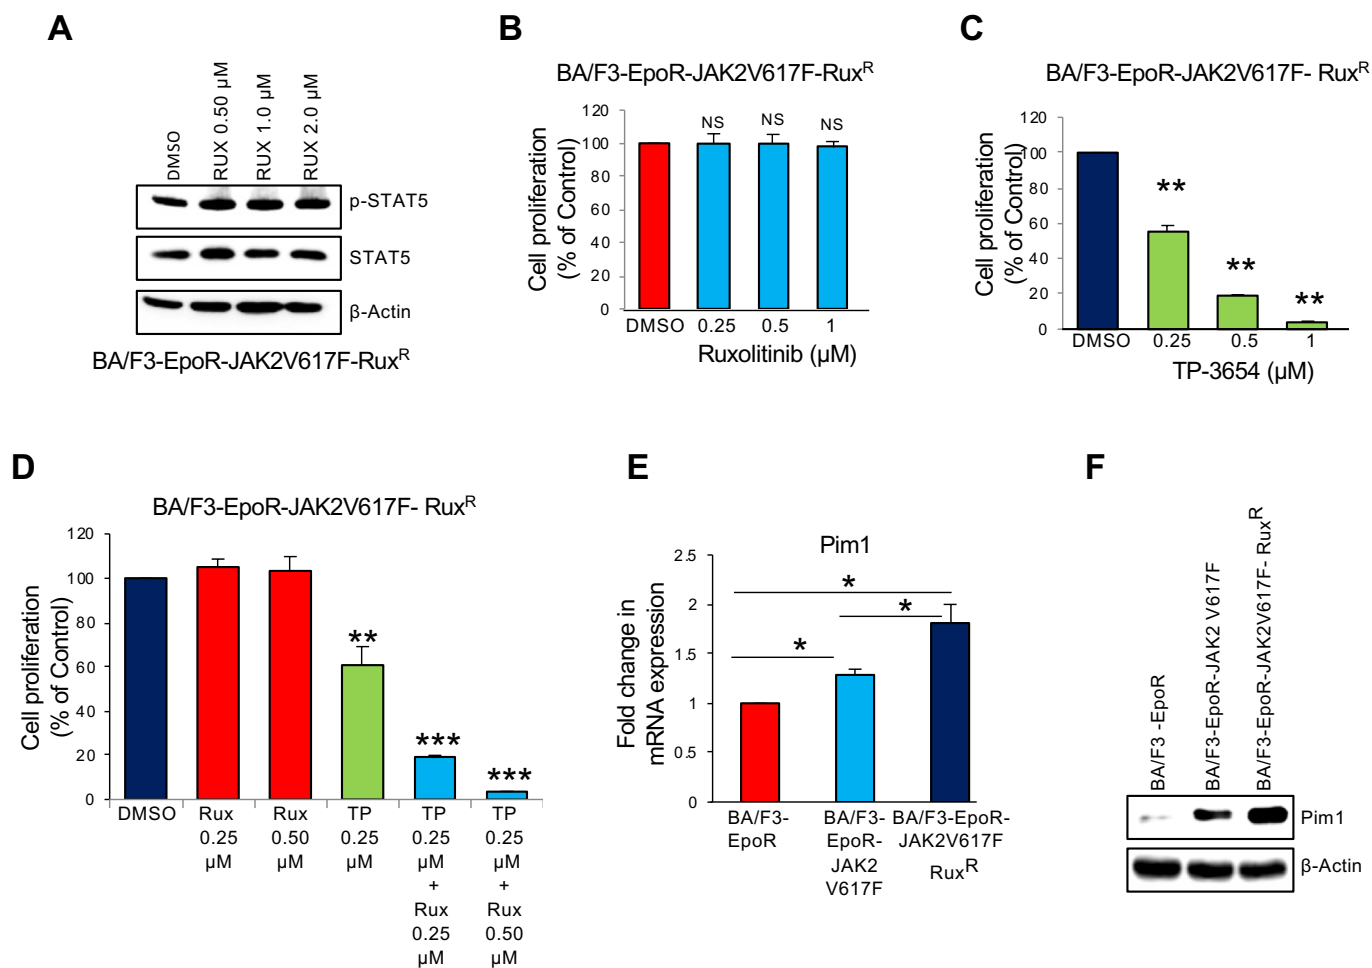 A
DMSO
RUX 0.50 µM
RUX 1.0 µM
RUX 2.0 µM
p-STAT5
STAT5
β-Actin
BA/F3-EpoR-JAK2V617F-RuxR
B
BA/F3-EpoR-JAK2V617F-RuxR
Cell proliferation
(% of Control)
120
100
80
60
40
20
0
NS
NS
NS
DMSO
0.25
0.5
1
Ruxolitinib (µM)
C
BA/F3-EpoR-JAK2V617F- RuxR
Cell proliferation
(% of Control)
120
100
80
60
40
20
0
**
**
**
DMSO
0.25
0.5
1
TP-3654 (µM)
D
BA/F3-EpoR-JAK2V617F- RuxR
Cell proliferation
(% of Control)
120
100
80
60
40
20
0
**
***
***
DMSO
Rux
0.25
µM
Rux
0.50
µM
TP
0.25
µM
TP
0.25
µM
+
Rux
0.25
µM
TP
0.25
µM
+
Rux
0.50
µM
E
Pim1
Fold change in
mRNA expression
2.5
2
1.5
1
0.5
0
*
*
*
BA/F3-
EpoR
BA/F3-
EpoR-
JAK2
V617F
BA/F3-EpoR-
JAK2V617F
RuxR
F
BA/F3 -EpoR
BA/F3-EpoR-JAK2 V617F
BA/F3-EpoR-JAK2V617F- RuxR
Pim1
β-Actin